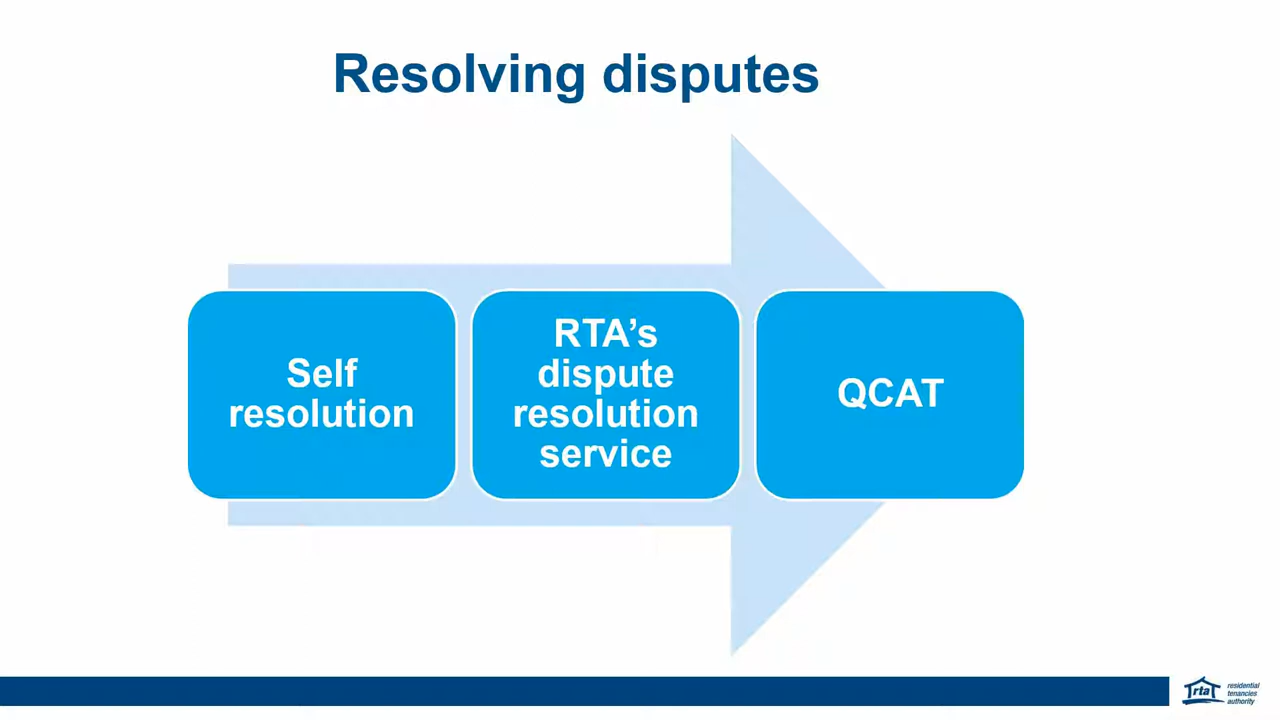 Resolving disputes
Self
resolution
RTA’s
dispute
resolution
service
QCAT
rta
residential
tenancies
authority